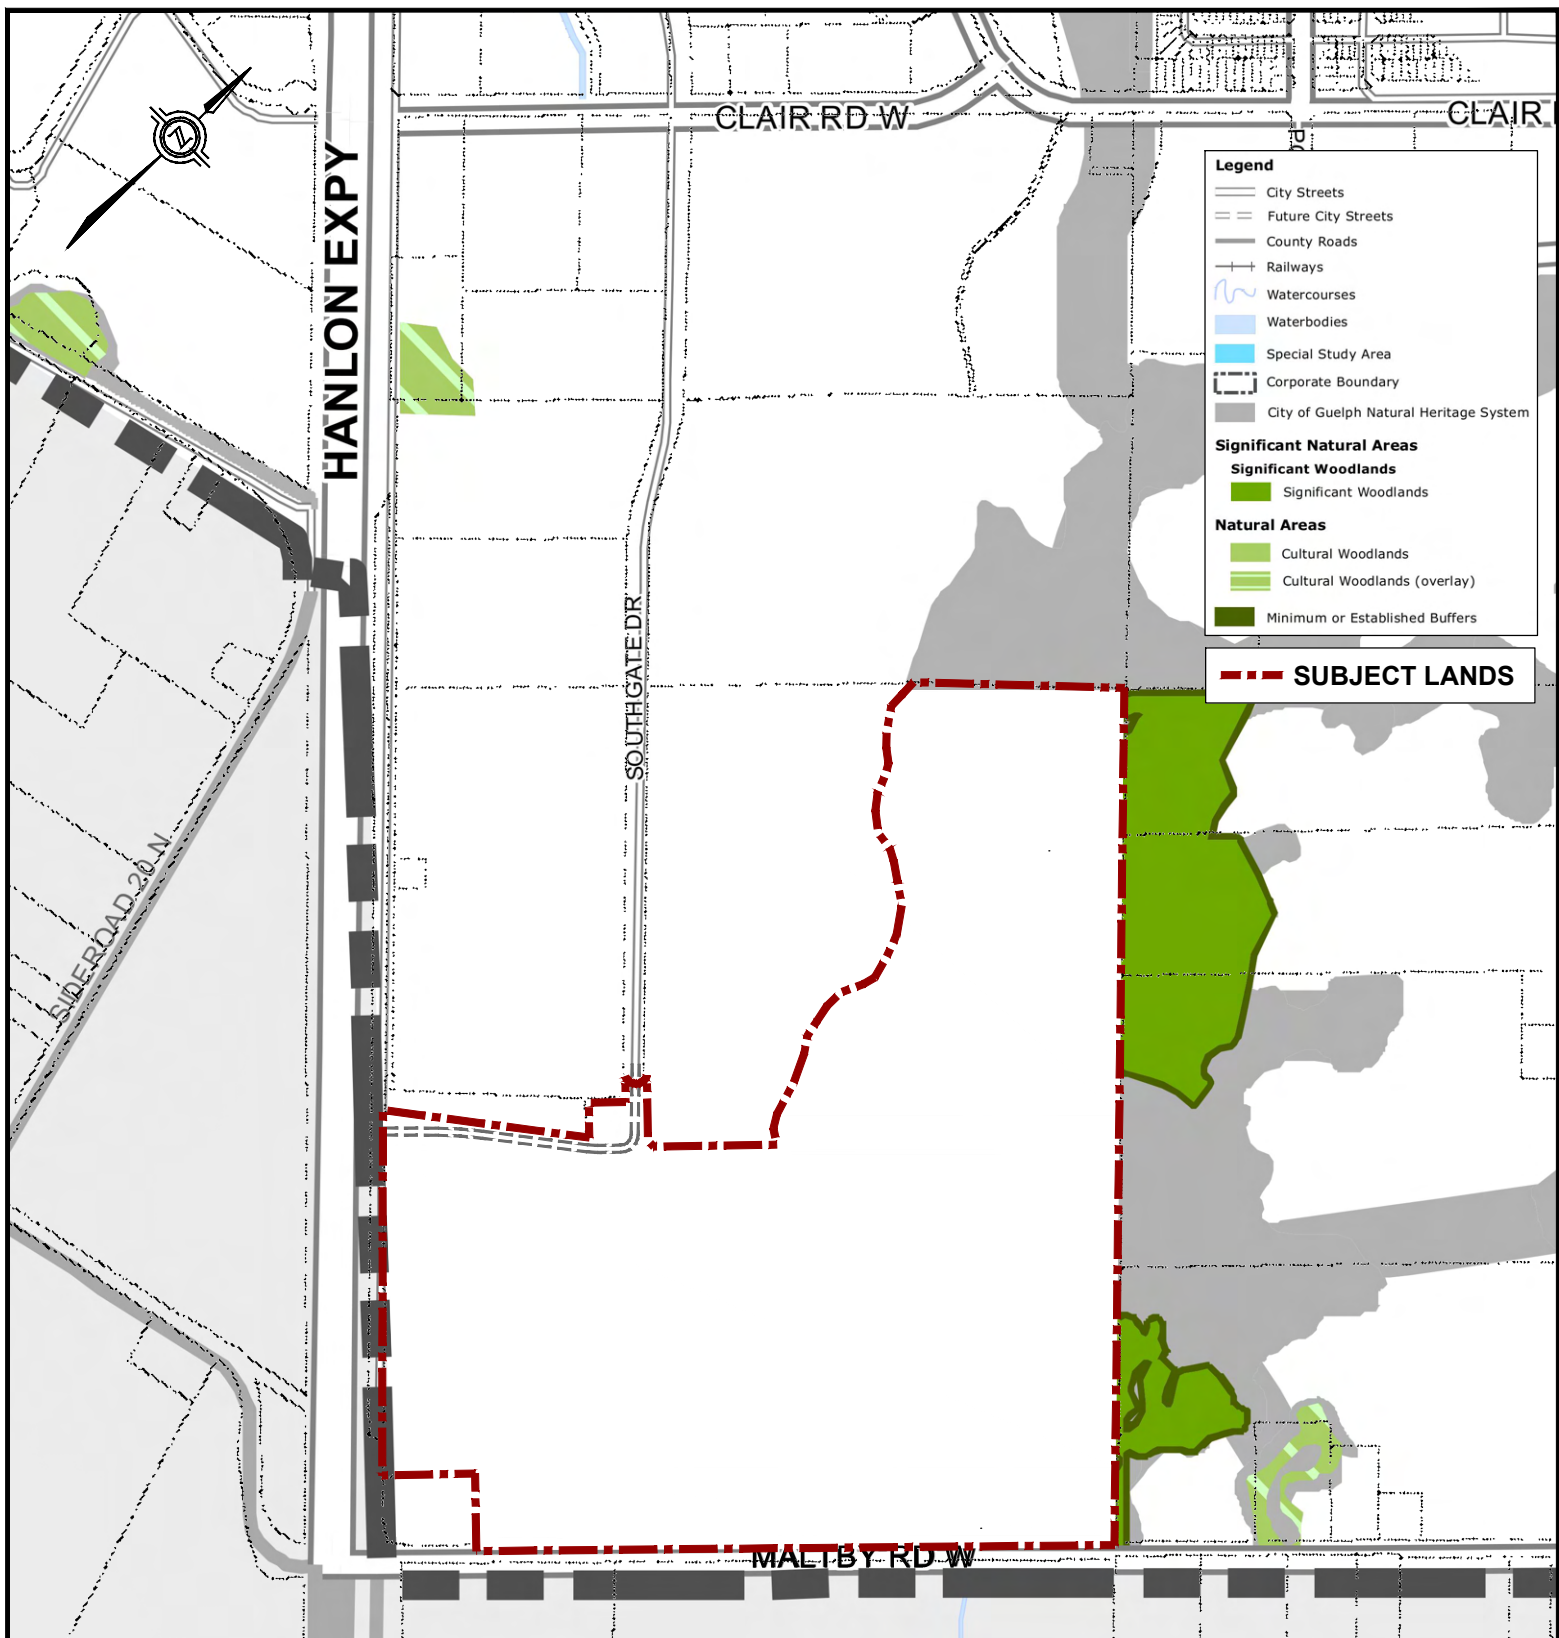 CLAIR RD W
CLAIR
HANLON EXPY
Legend
City Streets
Future City Streets
County Roads
Railways
Watercourses
Waterbodies
Special Study Area
Corporate Boundary
City of Guelph Natural Heritage System
Significant Natural Areas
Significant Woodlands
Significant Woodlands
Natural Areas
Cultural Woodlands
Cultural Woodlands (overlay)
Minimum or Established Buffers
SUBJECT LANDS
SOUTHGATE DR
SIDEROAD 20 N
MALTBY RD W